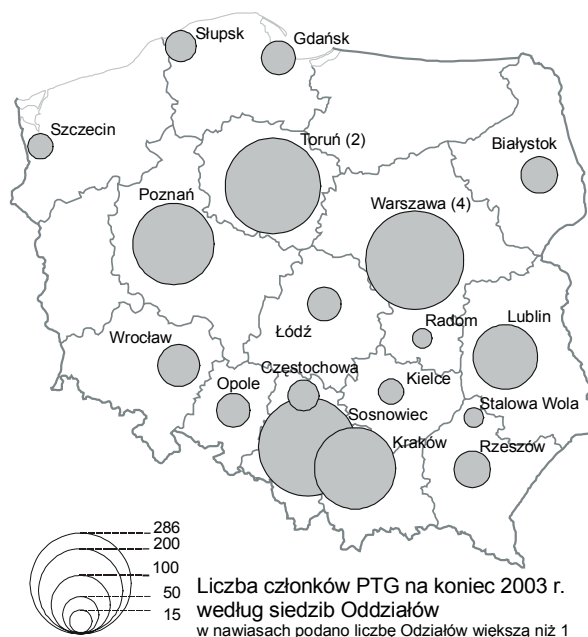 Słupsk
Gdańsk
Szczecin
Toruń (2)
Białystok
Poznań
Warszawa (4)
Łódź
Radom
Lublin
Wrocław
Częstochowa
Opole
Kielce
Stalowa Wola
Sosnowiec
Kraków
Rzeszów
286
200
100
50
15
Liczba członków PTG na koniec 2003 r.
według siedzib Oddziałów
w nawiasach podano liczbę Odziałów większą niż 1